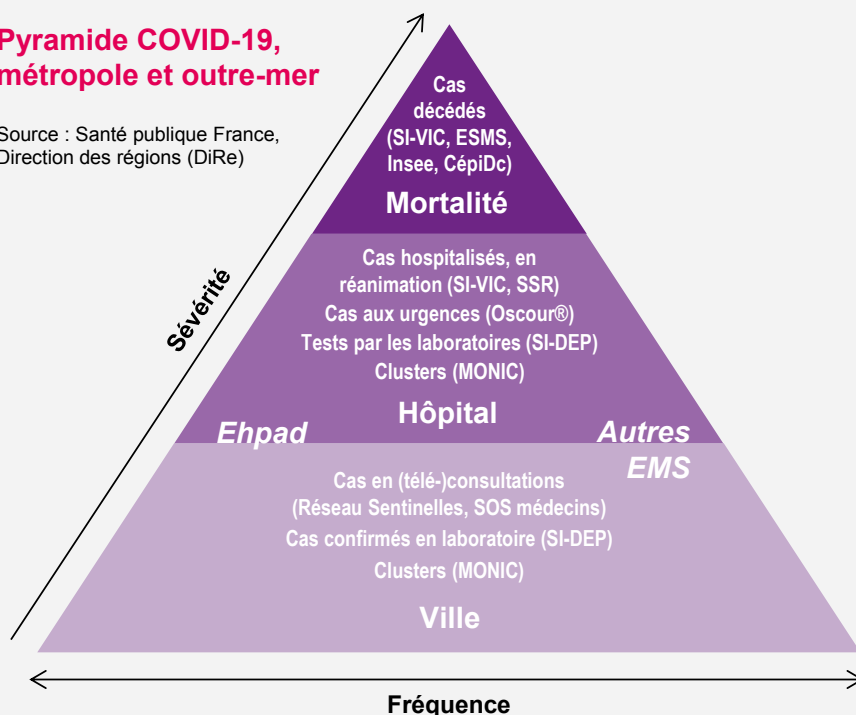 Pyramide COVID-19,
métropole et outre-mer
Source : Santé publique France,
Direction des régions (DiRe)
Sévérité
Cas
décédés
(SI-VIC, ESMS,
Insee, CépiDc)
Mortalité
Cas hospitalisés, en
réanimation (SI-VIC, SSR)
Cas aux urgences (Oscour®)
Tests par les laboratoires (SI-DEP)
Clusters (MONIC)
Hôpital
Ehpad
Autres
EMS
Cas en (télé-)consultations
(Réseau Sentinelles, SOS médecins)
Cas confirmés en laboratoire (SI-DEP)
Clusters (MONIC)
Ville
Fréquence